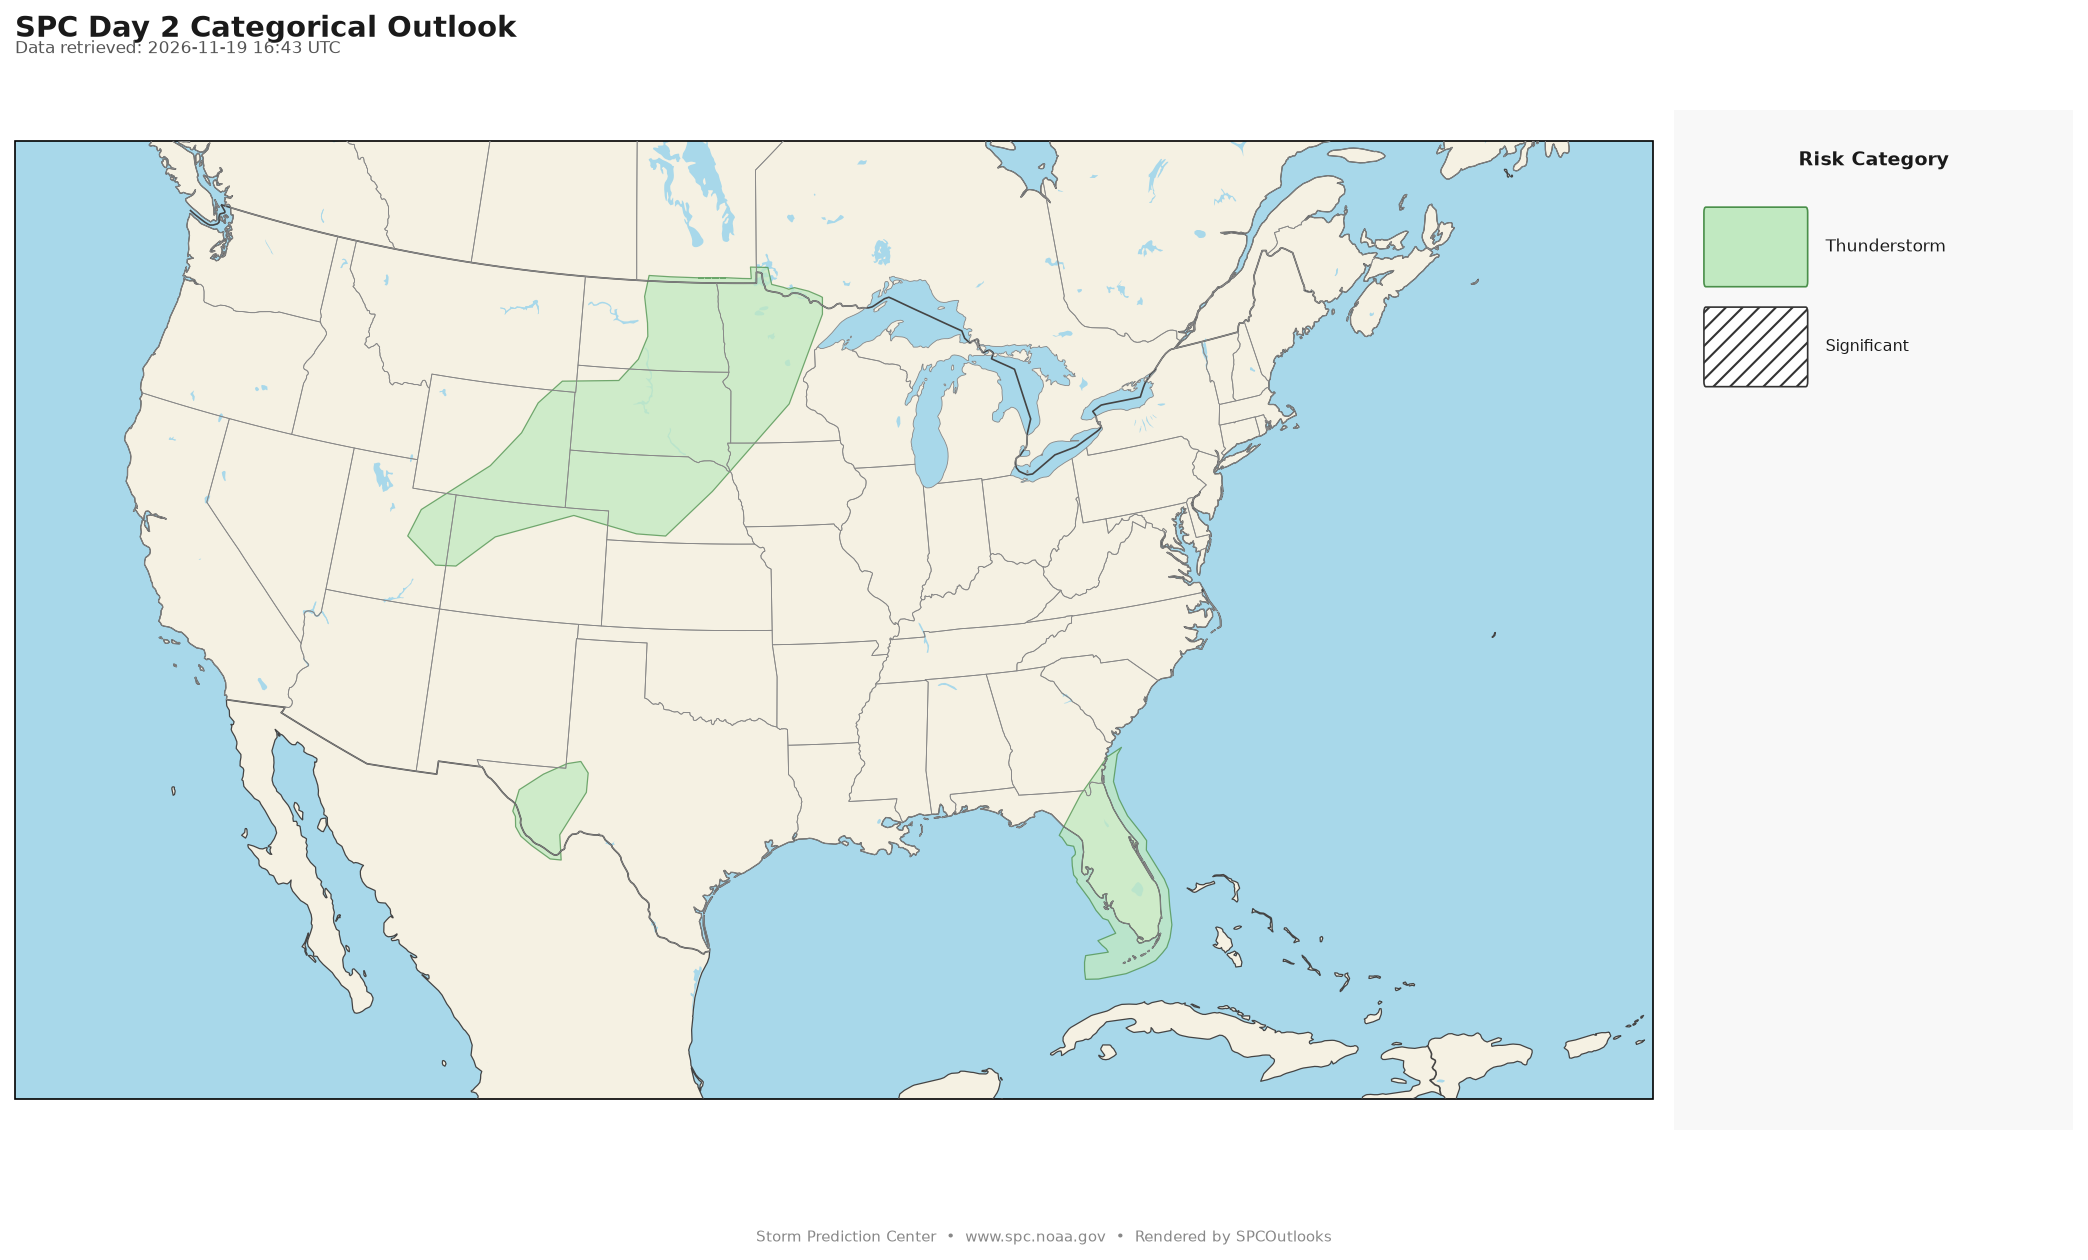 SPC Day 2 Categorical Outlook
Data retrieved: 2026-11-19 16:43 UTC
Risk Category
Thunderstorm
Significant
Storm Prediction Center • www.spc.noaa.gov • Rendered by SPCOutlooks